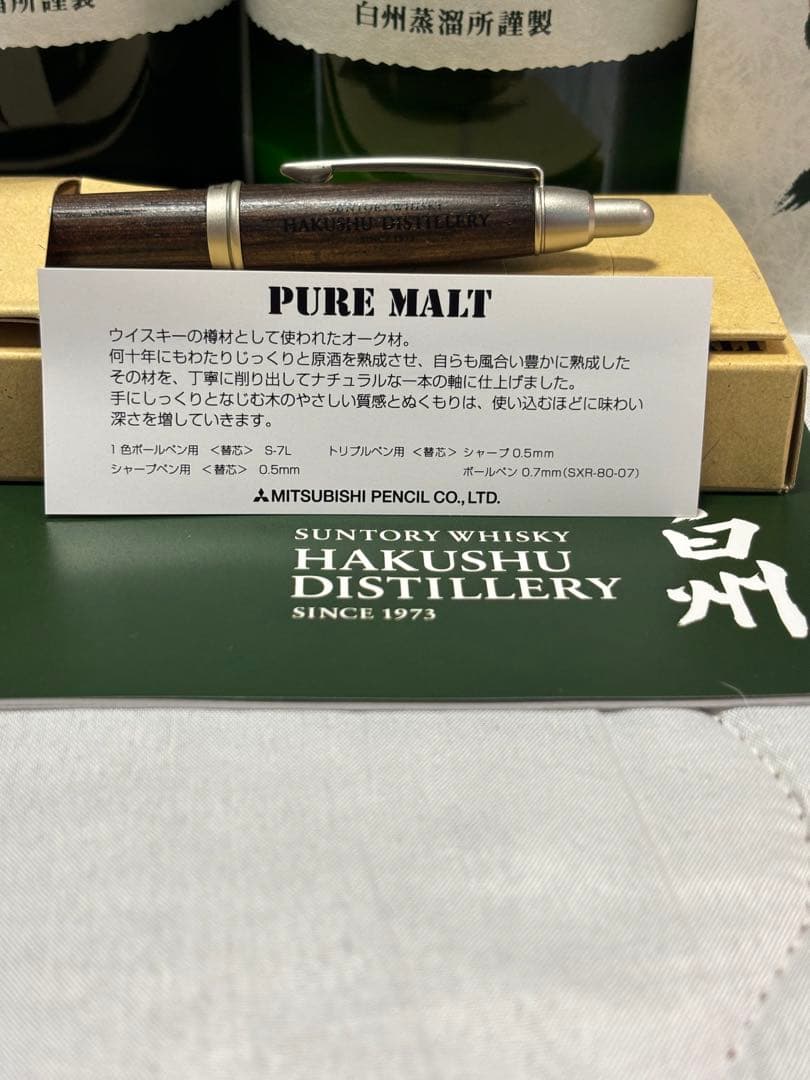 溜所謹製
白州蒸溜所謹製
SUNTORY WHISKY
HAKUSHU DISTILLERY
PURE MALT
ウイスキーの樽材として使われたオーク材。
何十年にもわたりじっくりと原酒を熟成させ、自らも風合い豊かに熟成した
その材を、丁寧に削り出してナチュラルな一本の軸に仕上げました。
手にしっくりとなじむ木のやさしい質感とぬくもりは、使い込むほどに味わい
深さを増していきます。
1色ボールペン用 <替芯> S-7L トリプルペン用 <替芯> シャープ0.5mm
シャープペン用 <替芯> 0.5mm ボールペン 0.7mm(SXR-80-07)
MITSUBISHI PENCIL CO., LTD.
SUNTORY WHISKY
HAKUSHU
DISTILLERY
SINCE 1973
白州